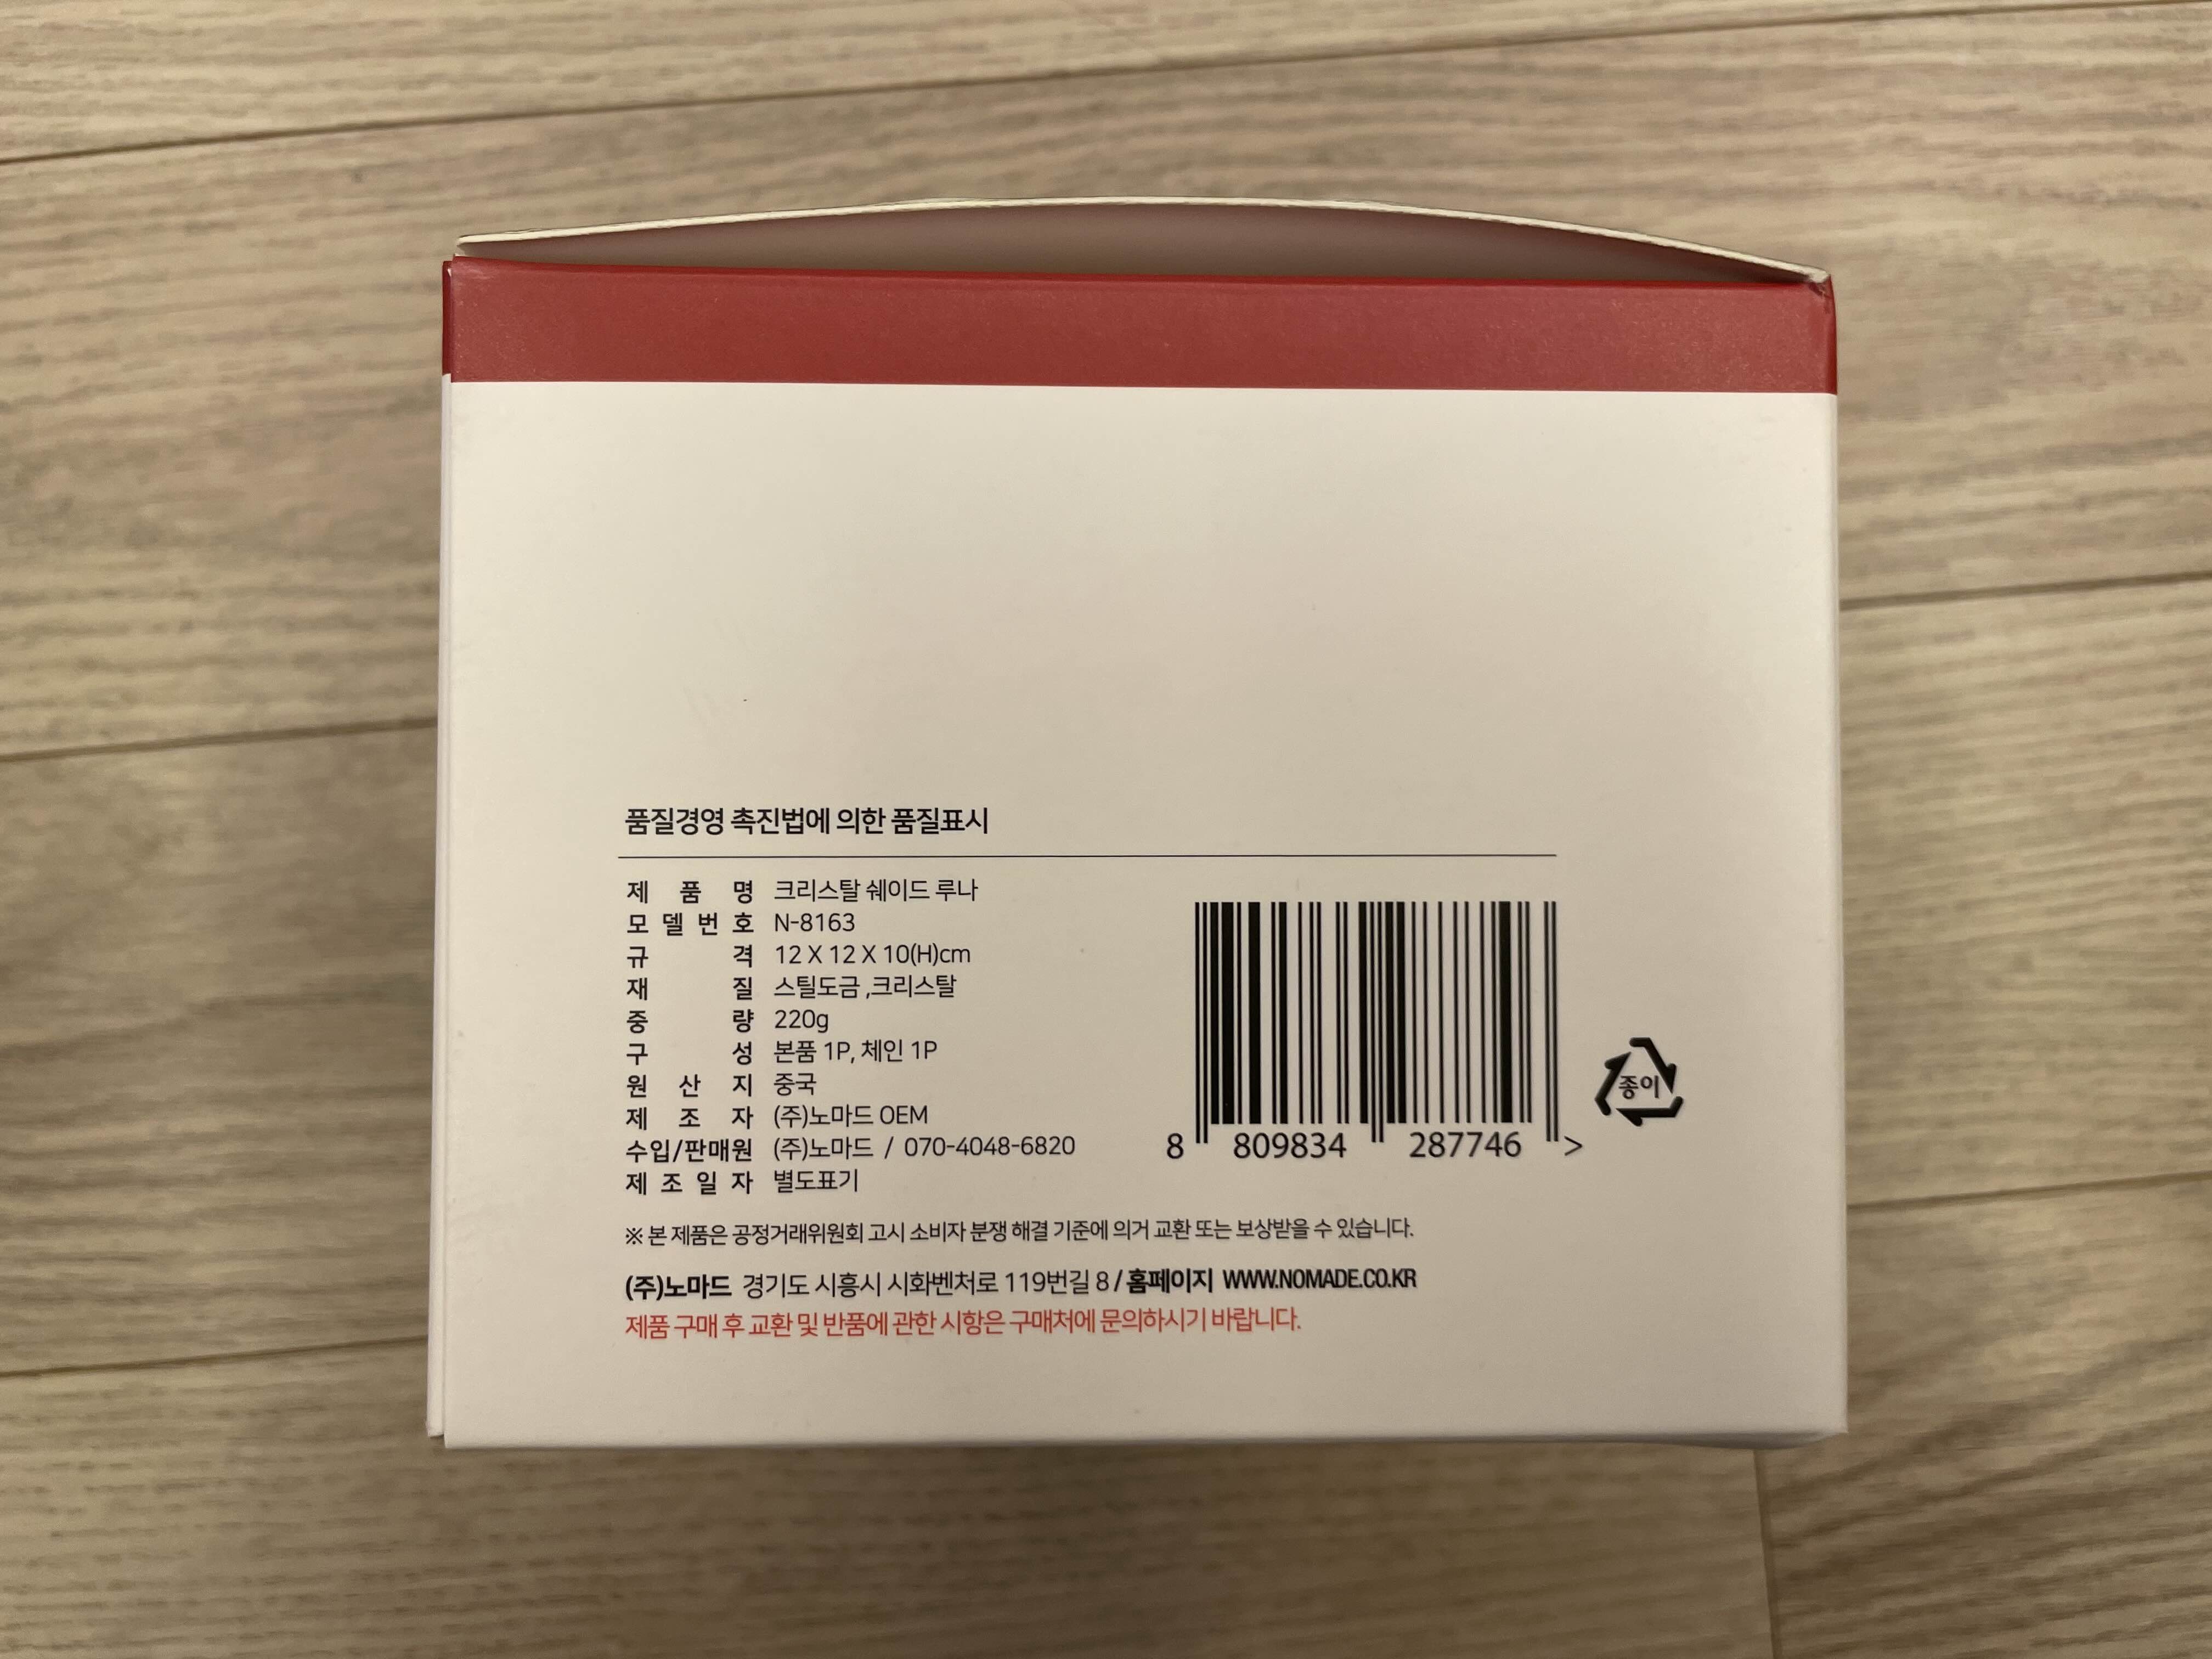 품질경영 촉진법에 의한 품질표시
제 품 명 크리스탈 쉐이드 루나
모 델 번 호 N-8163
규 격 12 X 12 X 10(H)cm
재 질 스틸도금 ,크리스탈
중 량 220g
구 성 본품 1P, 체인 1P
원 산 지 중국
제 조 자 (주)노마드 OEM
수입/판매원 (주)노마드 / 070-4048-6820
제 조 일 자 별도표기
8 809834 287746 >
종이
※ 본 제품은 공정거래위원회 고시 소비자 분쟁 해결 기준에 의거 교환 또는 보상받을 수 있습니다.
(주)노마드 경기도 시흥시 시화벤처로 119번길 8 / 홈페이지 WWW.NOMADE.CO.KR
제품 구매 후 교환 및 반품에 관한 시항은 구매처에 문의하시기 바랍니다.